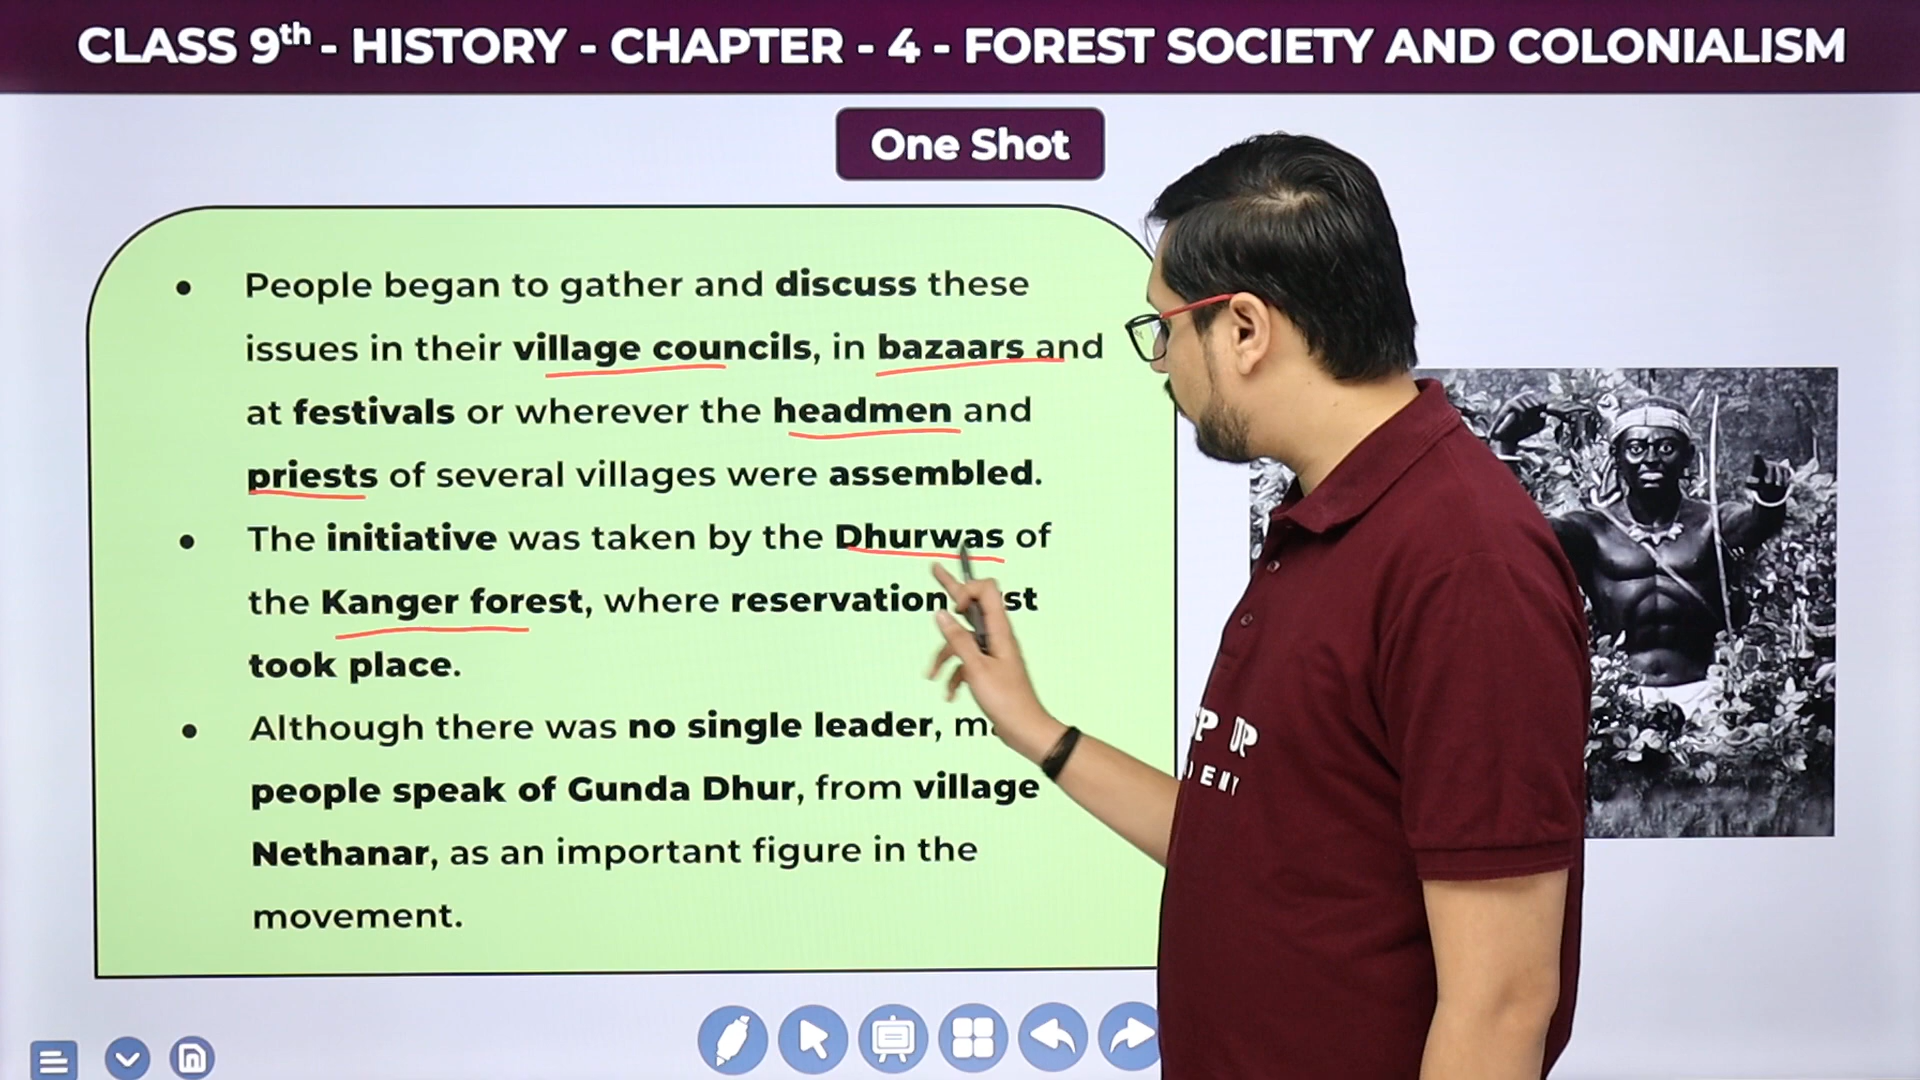 CLASS 9th - HISTORY - CHAPTER - 4 - FOREST SOCIETY AND COLONIALISM
One Shot
• People began to gather and discuss these
issues in their village councils, in bazaars and
at festivals or wherever the headmen and
priests of several villages were assembled.
• The initiative was taken by the Dhurwas of
the Kanger forest, where reservation
took place.
• Although there was no single leader,
people speak of Gunda Dhur, from village
Nethanar, as an important figure in the
movement.